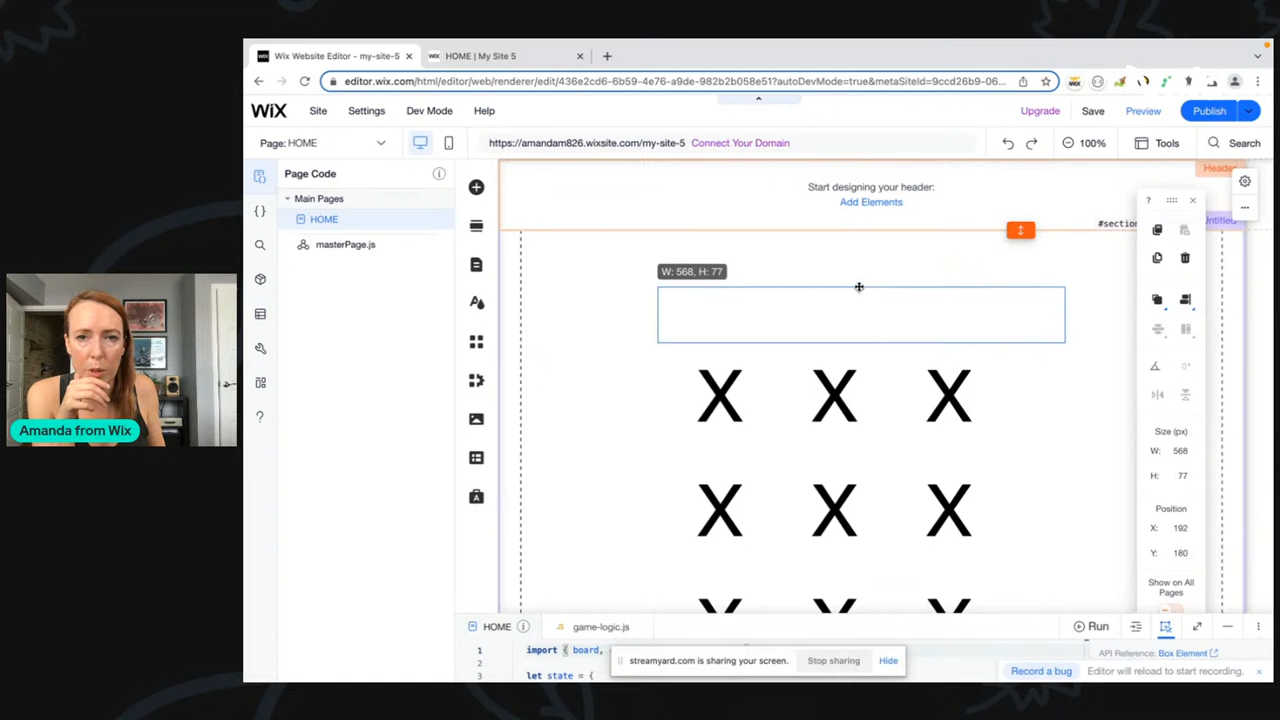 Wix Website Editor - my-site-5
HOME | My Site 5
editor.wix.com/html/editor/web/renderer/edit/436e2cd6-6b59-4e76-a9de-982b2b058e51?autoDevMode=true&metaSiteId=9ccd26b9-06...
WiX
Site
Settings
Dev Mode
Help
Upgrade
Save
Preview
Publish
Page: HOME
https://amandam826.wixsite.com/my-site-5 Connect Your Domain
100%
Tools
Search
Page Code
Main Pages
HOME
masterPage.js
Start designing your header:
Add Elements
Header
#section
Untitled
W: 568, H: 77
X X X
X X X
0°
Size (px)
W: 568
H: 77
Position
X: 192
Y: 180
Show on All
Pages
Amanda from Wix
HOME
game-logic.js
Run
1 import { board,
2
3 let state = {
API Reference: Box Element
streamyard.com is sharing your screen.
Stop sharing
Hide
Record a bug
Editor will reload to start recording.